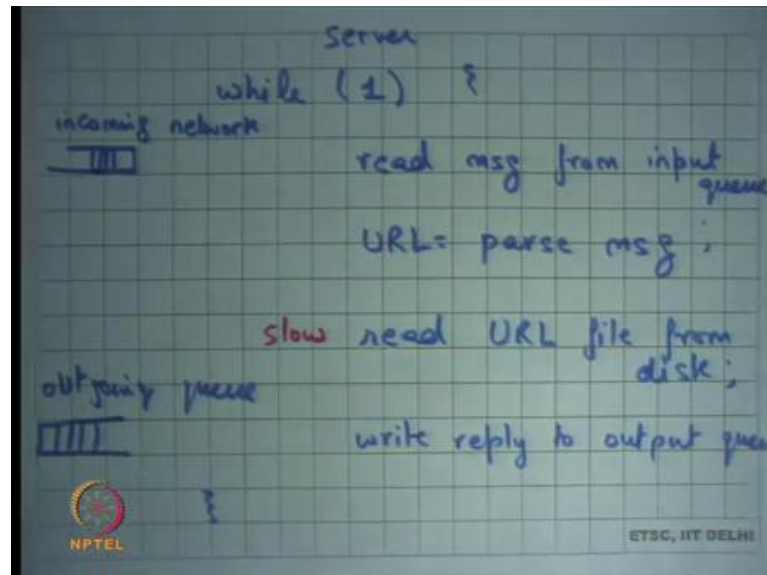 server
while (1) {
incoming network
read msg from input
queue
URL= parse msg ;
slow read URL file from
disk;
outgoing queue
write reply to output que
}
NPTEL
ETSC, IIT DELHI